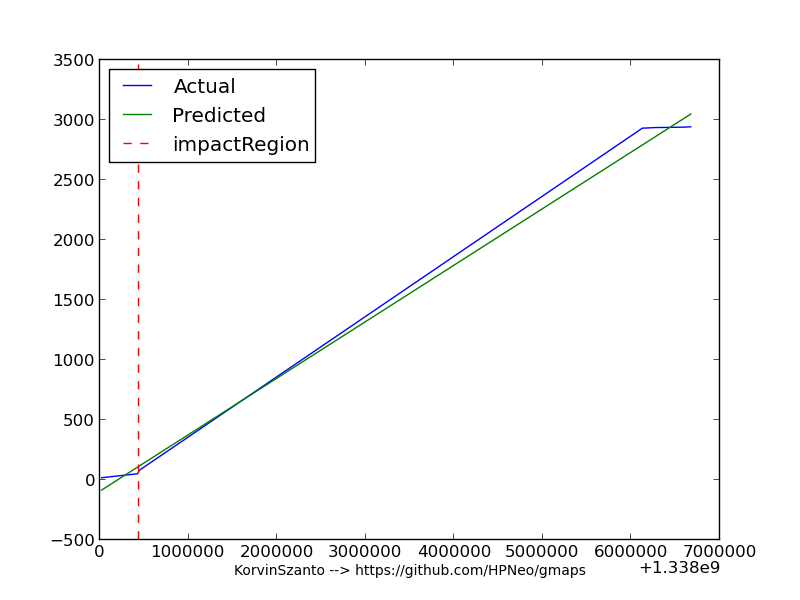 3500
3000
2500
2000
1500
1000
500
0
−500
Actual
Predicted
impactRegion
0 1000000 2000000 3000000 4000000 5000000 6000000 7000000
+1.338e9
KorvinSzanto --> https://github.com/HPNeo/gmaps